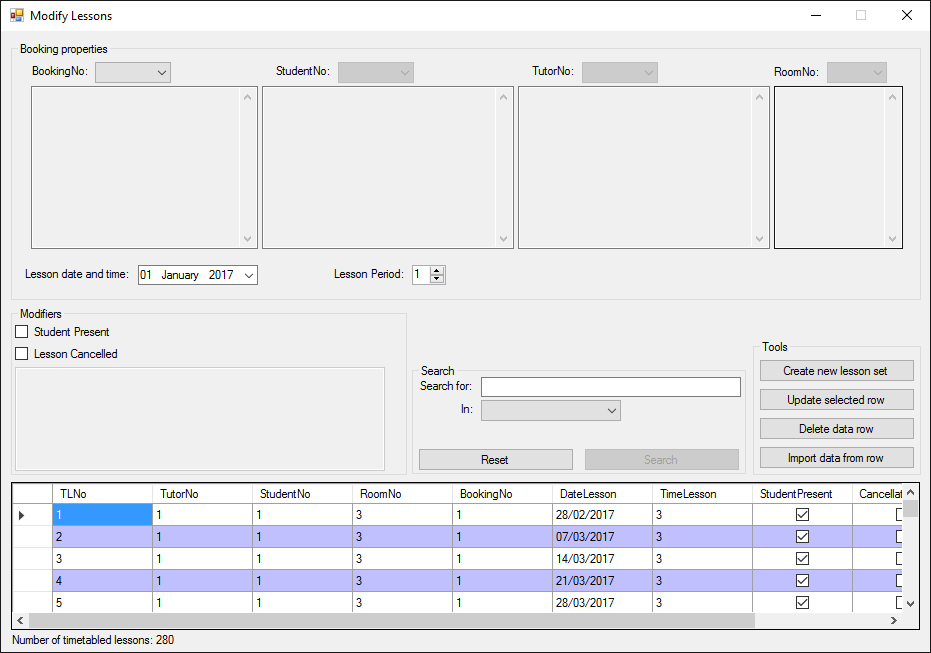 Modify Lessons
Booking properties
BookingNo: StudentNo: TutorNo: RoomNo:
Lesson date and time: 01 January 2017 Lesson Period: 1
Modifiers
Student Present
Lesson Cancelled
Search
Search for:
In:
Reset Search
Tools
Create new lesson set
Update selected row
Delete data row
Import data from row
TLNo TutorNo StudentNo RoomNo BookingNo DateLesson TimeLesson StudentPresent Cancellat
1 1 1 3 1 28/02/2017 3
2 1 1 3 1 07/03/2017 3
3 1 1 3 1 14/03/2017 3
4 1 1 3 1 21/03/2017 3
5 1 1 3 1 28/03/2017 3
Number of timetabled lessons: 280